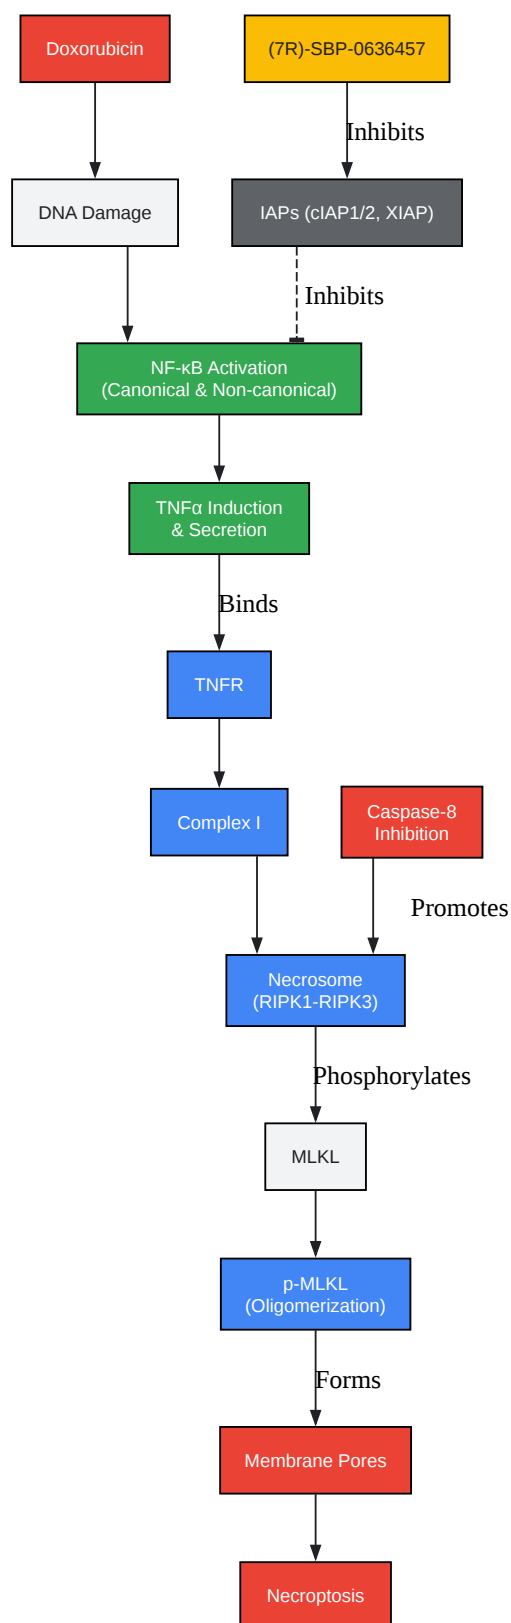 Doxorubicin
(7R)-SBP-0636457
Inhibits
DNA Damage
IAPs (cIAP1/2, XIAP)
Inhibits
NF-κB Activation
(Canonical & Non-canonical)
TNFα Induction
& Secretion
Binds
TNFR
Complex I
Caspase-8
Inhibition
Promotes
Necrosome
(RIPK1-RIPK3)
Phosphorylates
MLKL
p-MLKL
(Oligomerization)
Forms
Membrane Pores
Necroptosis